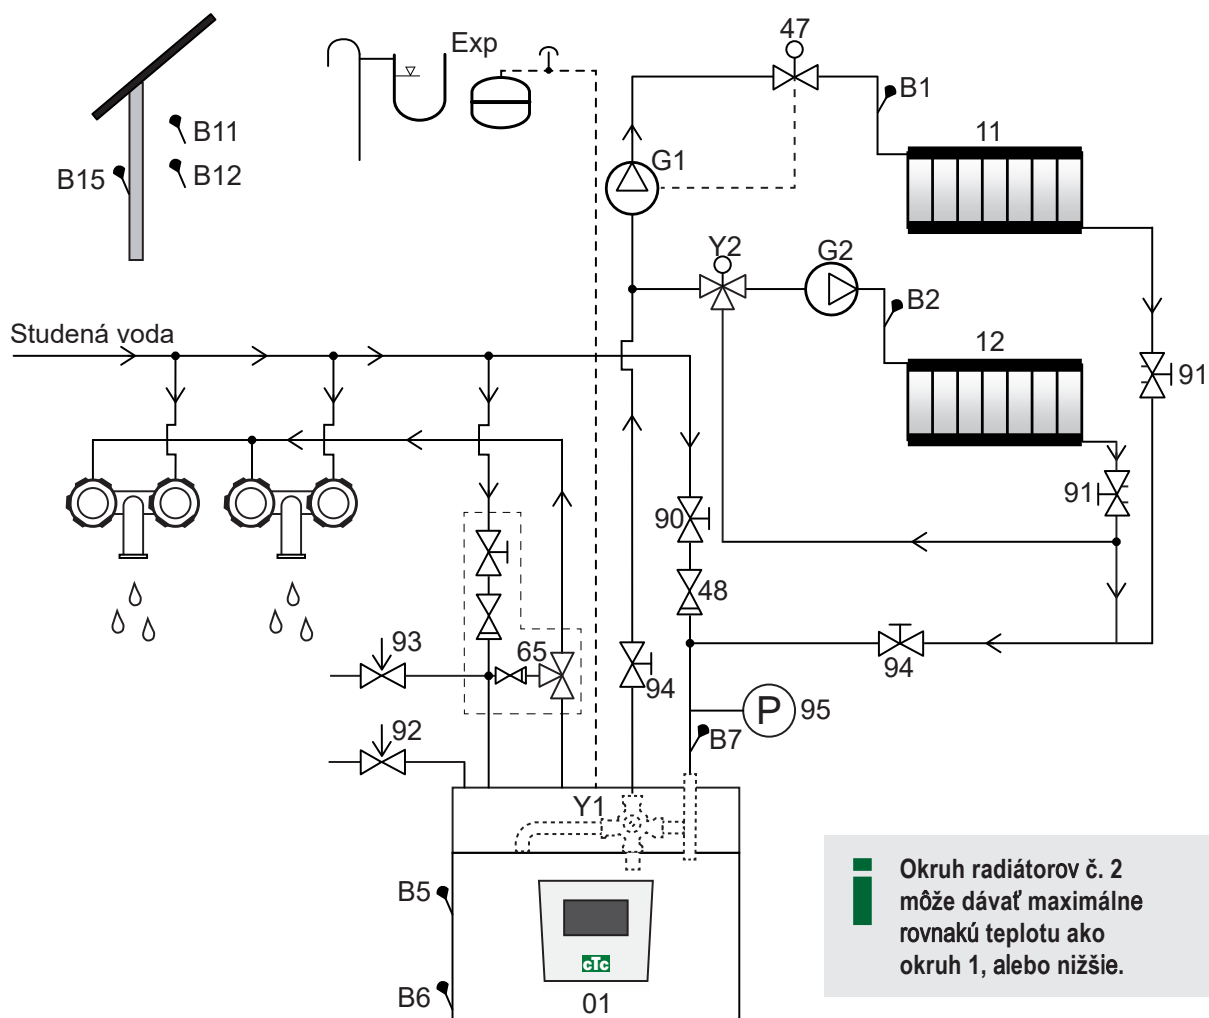 47
Exp
B1
B11
11
G1
B15
B12
Y2
G2
B2
Studená voda
12
91
91
90
48
93
65
94
94
P
95
92
B7
Y1
B5
cTc
B6
01
Okruh radiátorov č. 2
môže dávať maximálne
rovnakú teplotu ako
okruh 1, alebo nižšie.